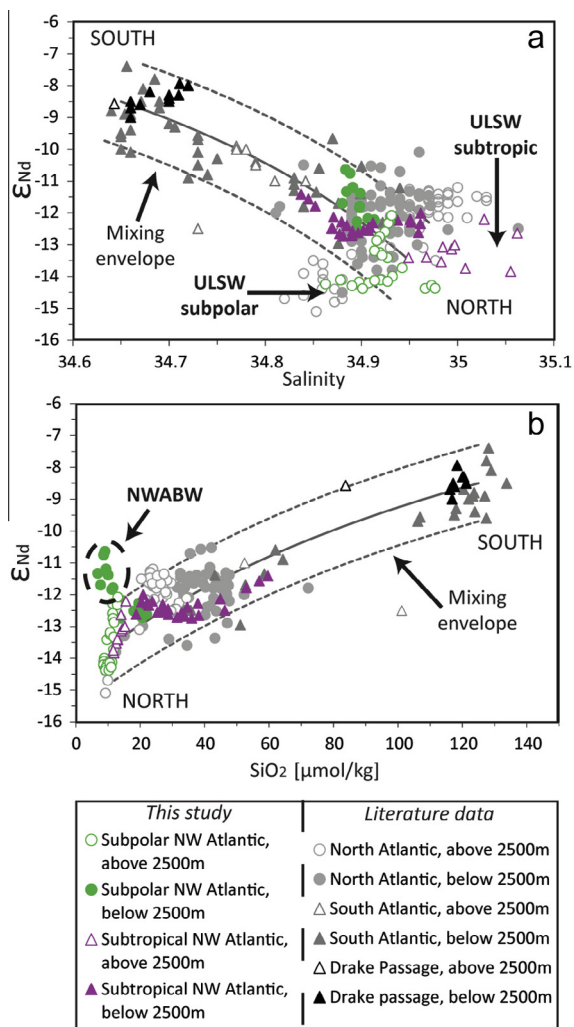 -6
SOUTH
a
-7
-8
-9
ULSW
subtropic
-10
εNd
-11
-12
Mixing
envelope
-13
-14
ULSW
subpolar
NORTH
-15
-16
34.6
34.7
34.8
34.9
35
35.1
Salinity
-6
b
-7
-8
NWABW
-9
-10
εNd
-11
SOUTH
-12
Mixing
envelope
-13
-14
-15
NORTH
-16
0
20
40
60
80
100
120
140
SiO₂ [µmol/kg]
This study
Subpolar NW Atlantic,
above 2500m
Subpolar NW Atlantic,
below 2500m
Subtropical NW Atlantic,
above 2500m
Subtropical NW Atlantic,
below 2500m
Literature data
North Atlantic, above 2500m
North Atlantic, below 2500m
South Atlantic, above 2500m
South Atlantic, below 2500m
Drake Passage, above 2500m
Drake passage, below 2500m